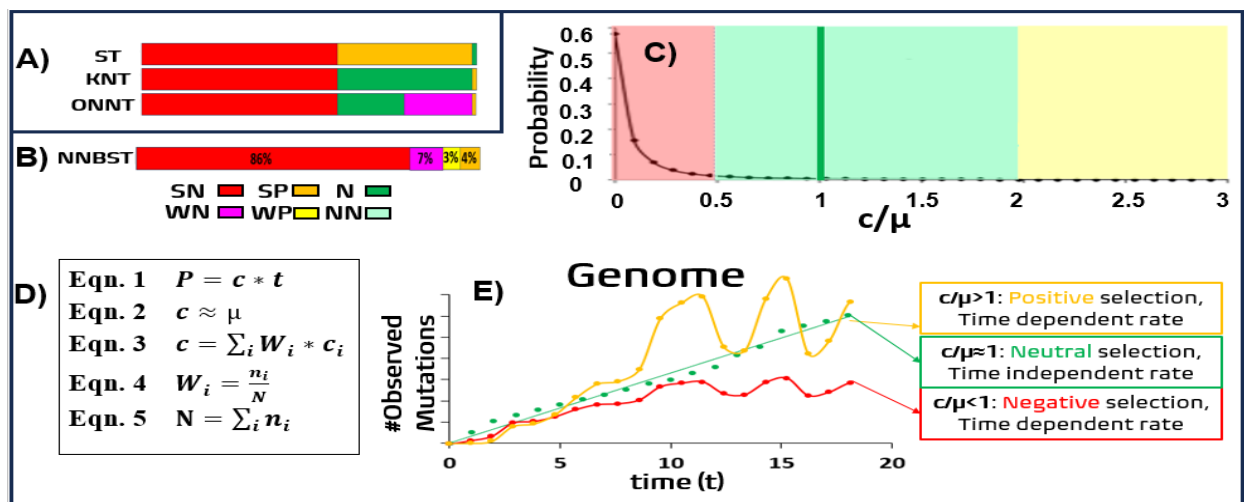 A)
ST
KNT
ONNT
B)
NNBST
86%
7%
3%
4%
SN SP N
WN WP NN
C)
Probability
0.6
0.5
0.4
0.3
0.2
0.1
0
0 0.5 1 1.5 2 2.5 3
c/μ
D)
Eqn. 1 P = c * t
Eqn. 2 c ≈ μ
Eqn. 3 c = ∑ᵢ Wᵢ * cᵢ
Eqn. 4 Wᵢ = nᵢ/N
Eqn. 5 N = ∑ᵢ nᵢ
E)
Genome
#Observed
Mutations
0 5 10 15 20
time (t)
c/μ>1: Positive selection,
Time dependent rate
c/μ≈1: Neutral selection,
Time independent rate
c/μ<1: Negative selection,
Time dependent rate